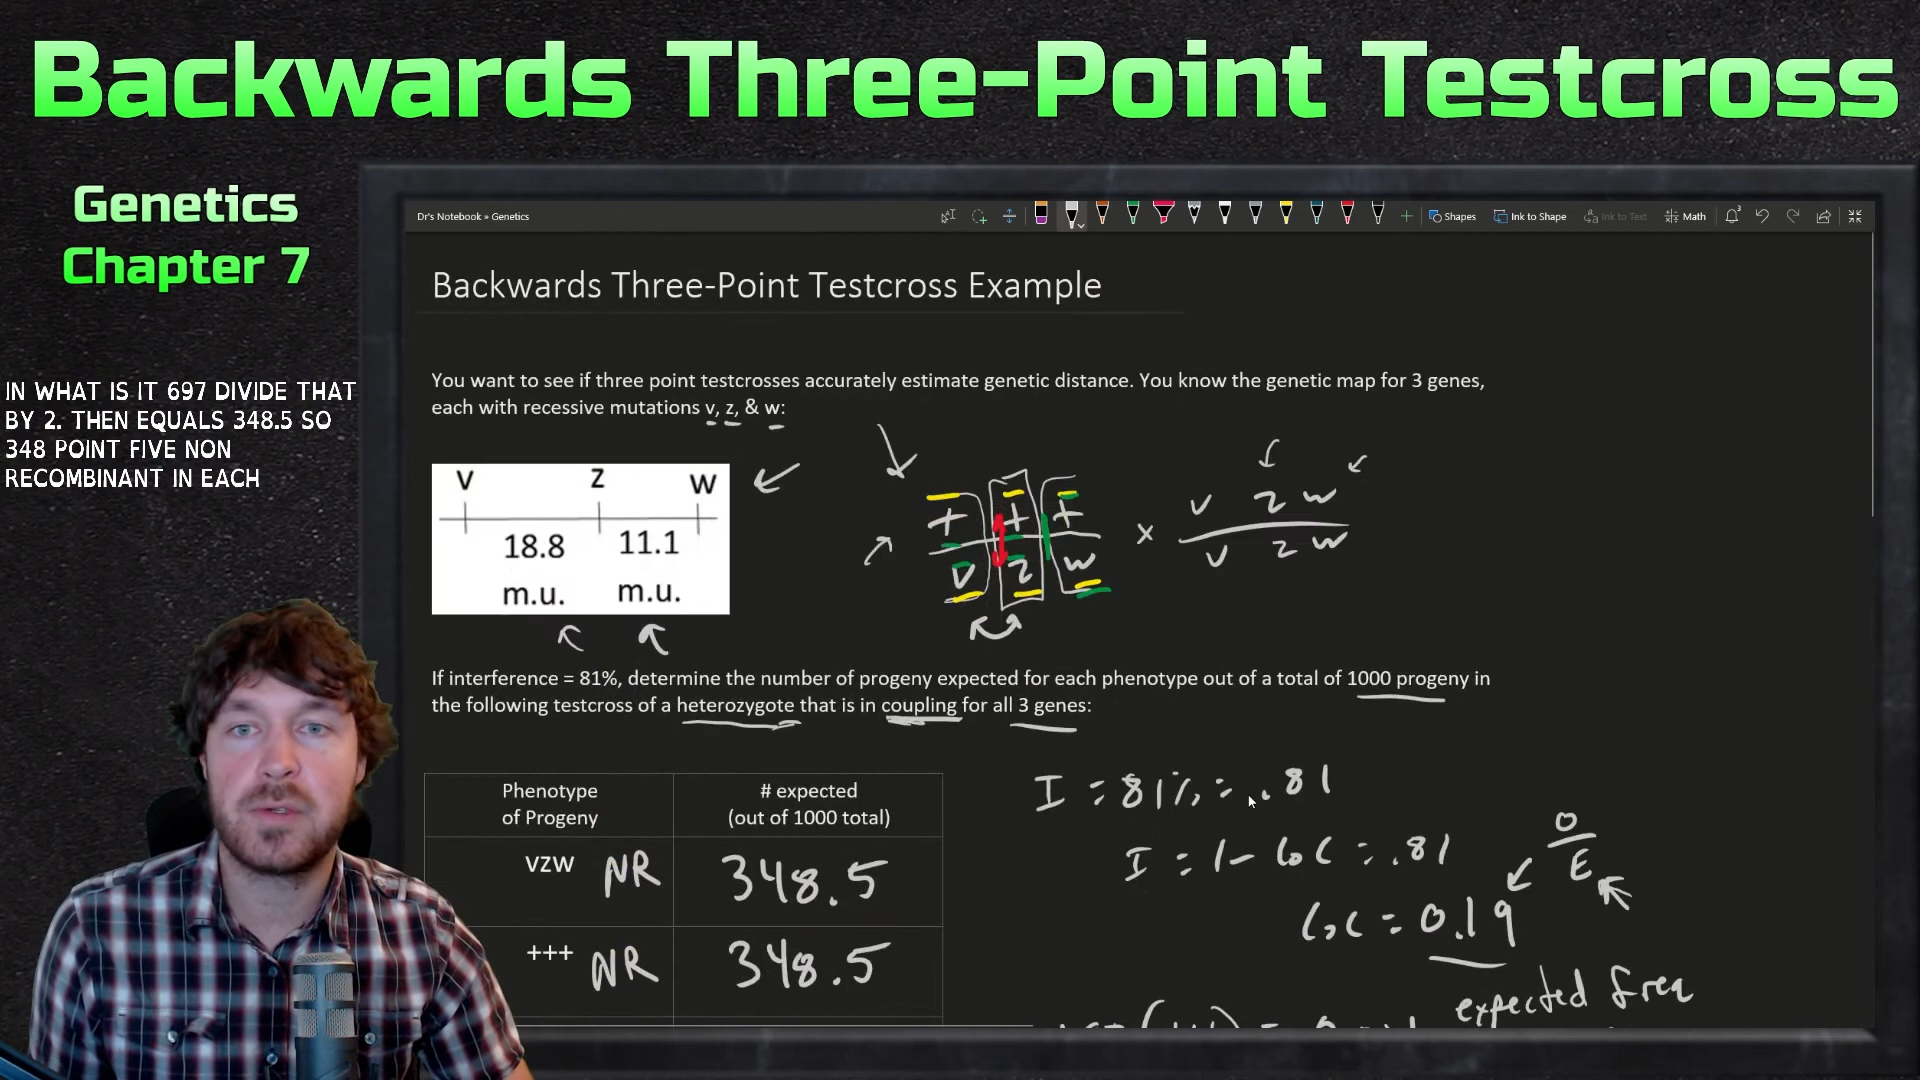 Backwards Three-Point Testcross
Genetics
Chapter 7
IN WHAT IS IT 697 DIVIDE THAT
BY 2. THEN EQUALS 348.5 SO
348 POINT FIVE NON
RECOMBINANT IN EACH
Dr's Notebook » Genetics
Shapes
Ink to Shape
Ink to Text
Math
3
Backwards Three-Point Testcross Example
You want to see if three point testcrosses accurately estimate genetic distance. You know the genetic map for 3 genes,
each with recessive mutations v, z, & w:
V Z W
18.8 11.1
m.u. m.u.
+ + +
v z w
x
v z w
v z w
If interference = 81%, determine the number of progeny expected for each phenotype out of a total of 1000 progeny in
the following testcross of a heterozygote that is in coupling for all 3 genes:
Phenotype
of Progeny
# expected
(out of 1000 total)
vzw NR 348.5
+++ NR 348.5
I = 81% = .81
I = 1 - CoC = .81
O
E
CoC = 0.19
expected freq